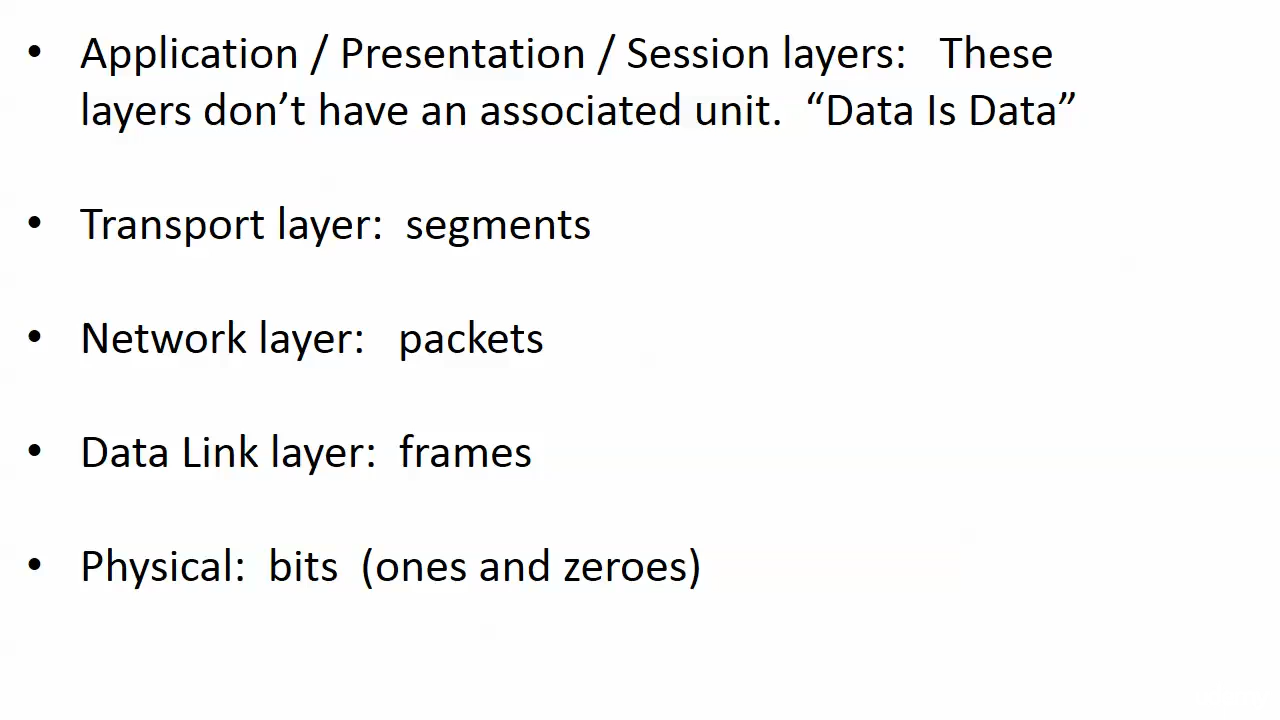 • Application / Presentation / Session layers: These
layers don’t have an associated unit. “Data Is Data”
• Transport layer: segments
• Network layer: packets
• Data Link layer: frames
• Physical: bits (ones and zeroes)